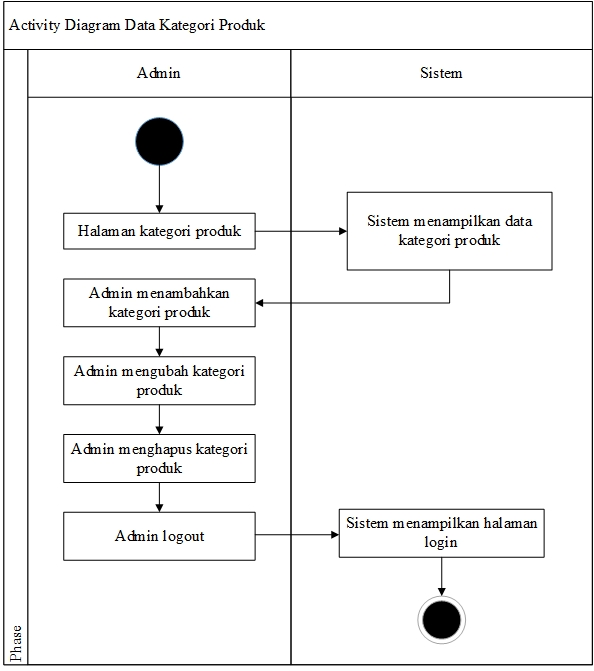 Activity Diagram Data Kategori Produk
Admin
Sistem
Halaman kategori produk
Sistem menampilkan data
kategori produk
Admin menambahkan
kategori produk
Admin mengubah kategori
produk
Admin menghapus kategori
produk
Admin logout
Sistem menampilkan halaman
login
Phase